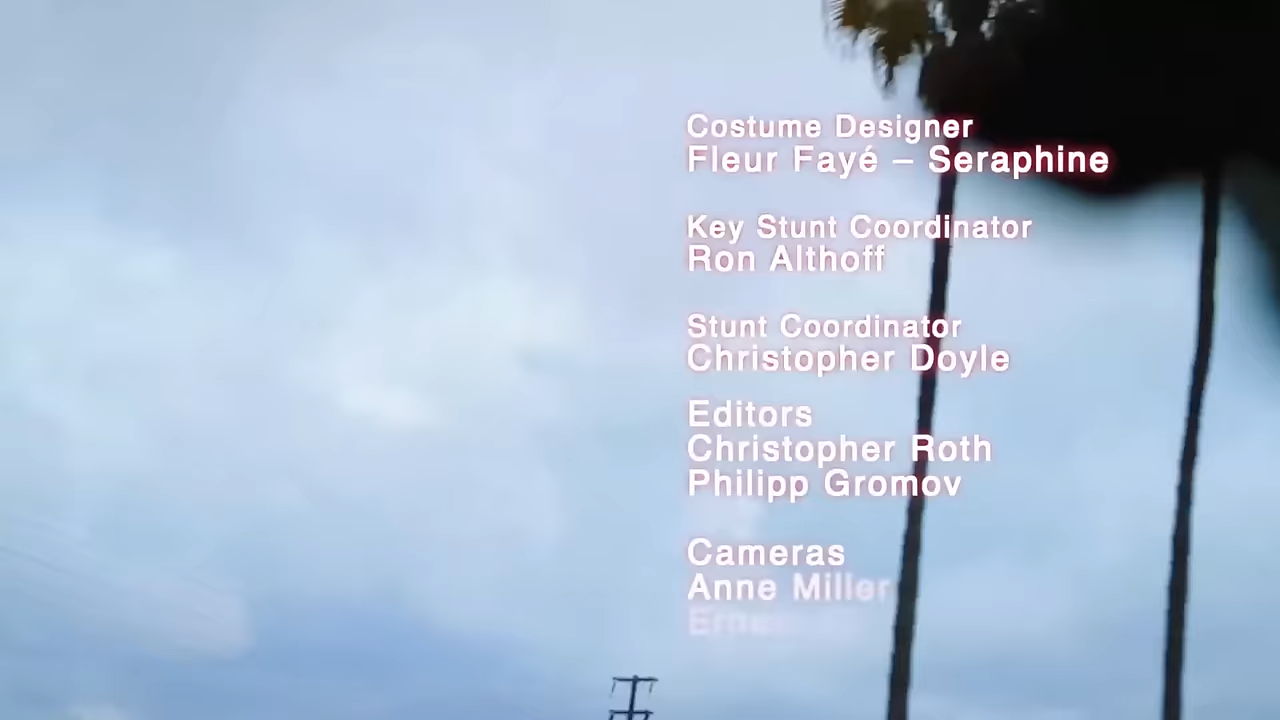 Costume Designer
Fleur Fayé – Seraphine
Key Stunt Coordinator
Ron Althoff
Stunt Coordinator
Christopher Doyle
Editors
Christopher Roth
Philipp Gromov
Cameras
Anne Miller